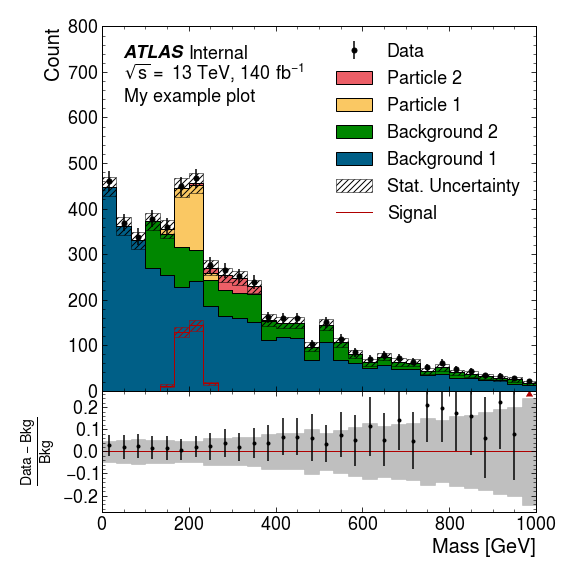 800
700
600
500
400
300
200
100
0
Count
ATLAS Internal
√s = 13 TeV, 140 fb⁻¹
My example plot
Data
Particle 2
Particle 1
Background 2
Background 1
Stat. Uncertainty
Signal
0.2
0.1
0.0
−0.1
−0.2
Data − Bkg
Bkg
0 200 400 600 800 1000
Mass [GeV]